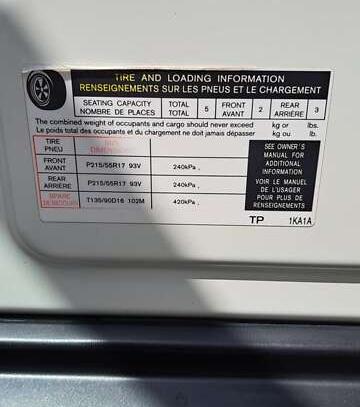 TIRE AND LOADING INFORMATION
RENSEIGNEMENTS SUR LES PNEUS ET LE CHARGEMENT
SEATING CAPACITY TOTAL 5 FRONT 2 REAR 3
NOMBRE DE PLACES TOTAL AVANT ARRIÈRE
The combined weight of occupants and cargo should never exceed kg or lbs.
Le poids total des occupants et du chargement ne doit jamais dépasser kg ou lb.
TIRE
PNEU DIMENSIONS
FRONT
AVANT P215/55R17 93V 240kPa ,
REAR
ARRIÈRE P215/55R17 93V 240kPa ,
SPARE
DE SECOURS T135/90D16 102M 420kPa ,
SEE OWNER'S
MANUAL FOR
ADDITIONAL
INFORMATION
VOIR LE MANUEL
DE L'USAGER
POUR PLUS DE
RENSEIGNEMENTS
TP 1KA1A